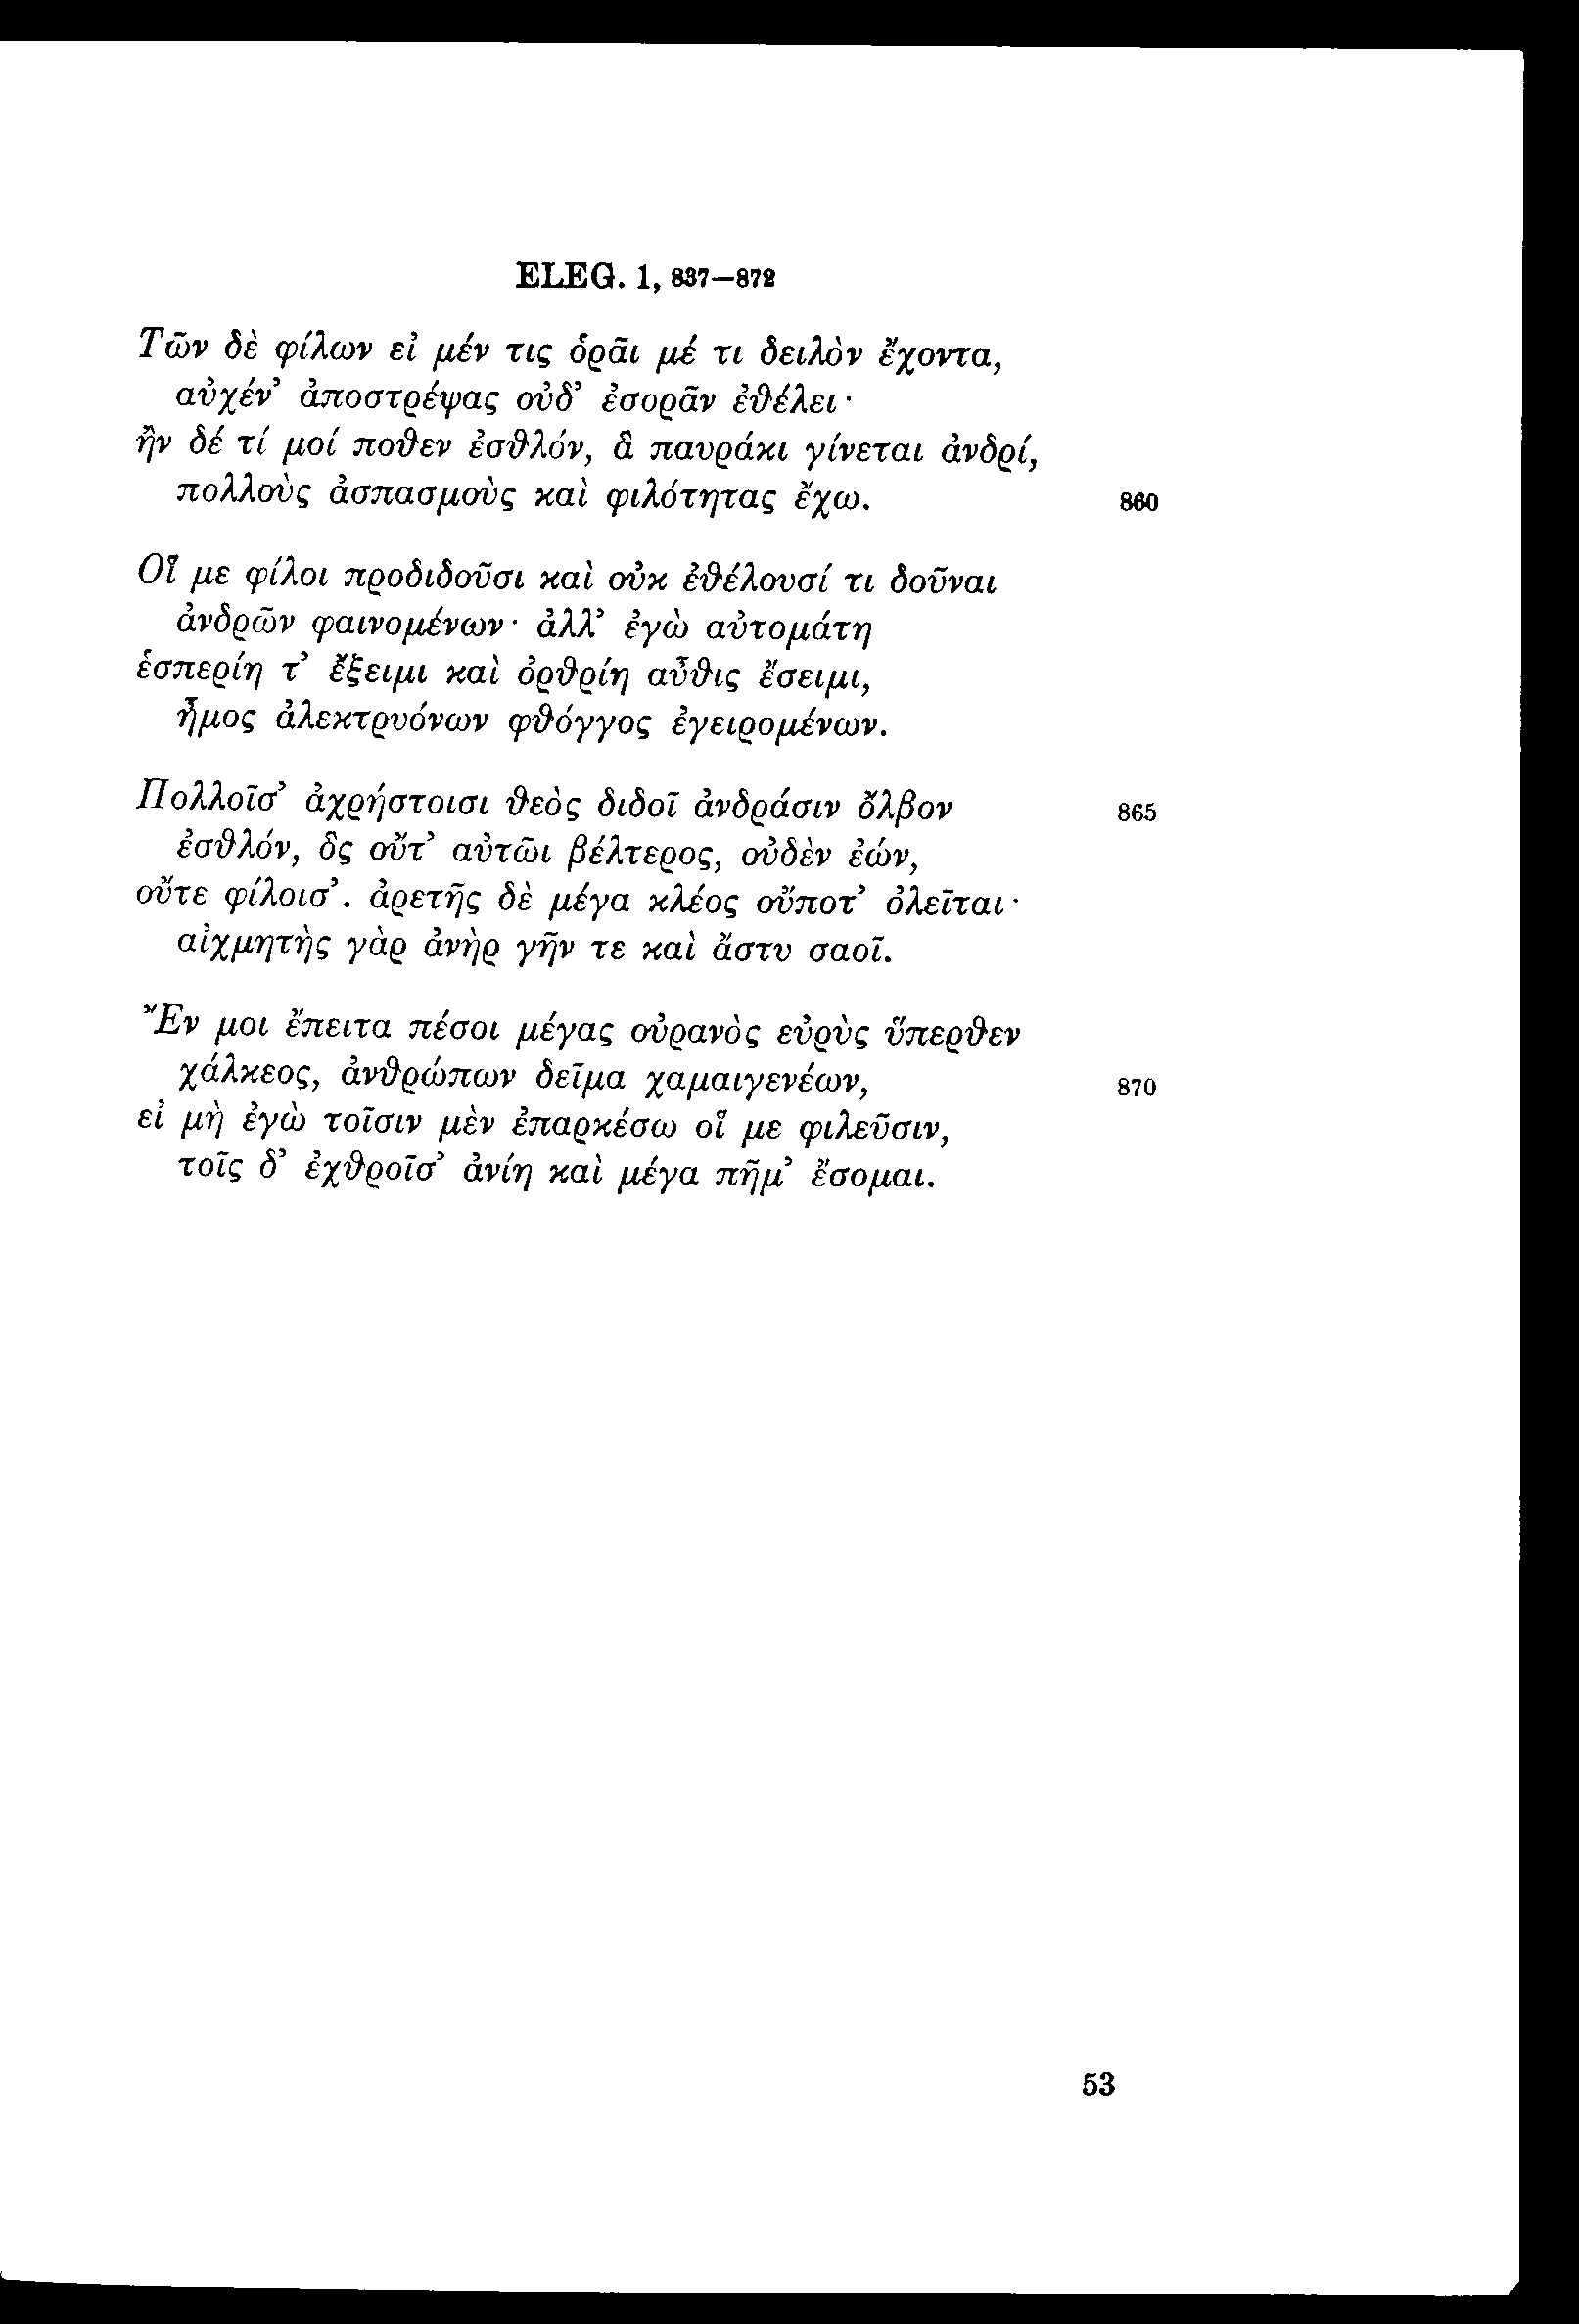 ELEG. 1, 837–872
Τῶν δὲ φίλων εἰ μέν τις ὁρᾶι μέ τι δειλὸν ἔχοντα,
αὐχέν’ ἀποστρέψας οὐδ’ ἐσορᾶν ἐθέλει·
ἢν δέ τί μοί ποθεν ἐσθλόν, ἃ παυράκι γίνεται ἀνδρί,
πολλοὺς ἀσπασμοὺς καὶ φιλότητας ἔχω. 860
Οἵ με φίλοι προδιδοῦσι καὶ οὐκ ἐθέλουσί τι δοῦναι
ἀνδρῶν φαινομένων· ἀλλ’ ἐγὼ αὐτομάτη
ἑσπερίη τ’ ἔξειμι καὶ ὀρθρίη αὖθις ἔσειμι,
ἦμος ἀλεκτρυόνων φθόγγος ἐγειρομένων.
Πολλοῖσ’ ἀχρήστοισι θεὸς διδοῖ ἀνδράσιν ὄλβον 865
ἐσθλόν, ὃς οὔτ’ αὐτῶι βέλτερος, οὐδὲν ἐών,
οὔτε φίλοισ’. ἀρετῆς δὲ μέγα κλέος οὔποτ’ ὀλεῖται·
αἰχμητὴς γὰρ ἀνὴρ γῆν τε καὶ ἄστυ σαοῖ.
Ἔν μοι ἔπειτα πέσοι μέγας οὐρανὸς εὐρὺς ὕπερθεν
χάλκεος, ἀνθρώπων δεῖμα χαμαιγενέων, 870
εἰ μὴ ἐγὼ τοῖσιν μὲν ἐπαρκέσω οἵ με φιλεῦσιν,
τοῖς δ’ ἐχθροῖσ’ ἀνίη καὶ μέγα πῆμ’ ἔσομαι.
53